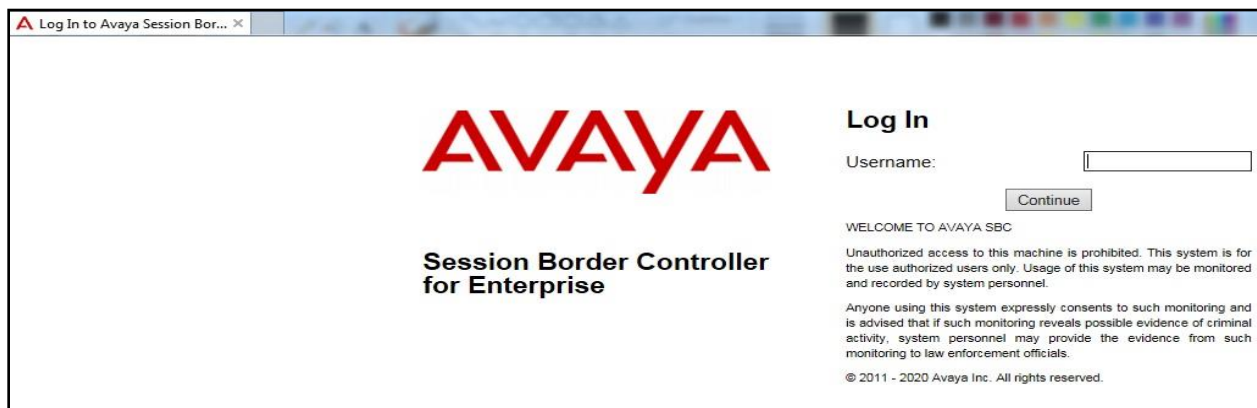 Log In to Avaya Session Bor...
AVAYA
Session Border Controller
for Enterprise
Log In
Username:
Continue
WELCOME TO AVAYA SBC
Unauthorized access to this machine is prohibited. This system is for
the use authorized users only. Usage of this system may be monitored
and recorded by system personnel.
Anyone using this system expressly consents to such monitoring and
is advised that if such monitoring reveals possible evidence of criminal
activity, system personnel may provide the evidence from such
monitoring to law enforcement officials.
© 2011 - 2020 Avaya Inc. All rights reserved.